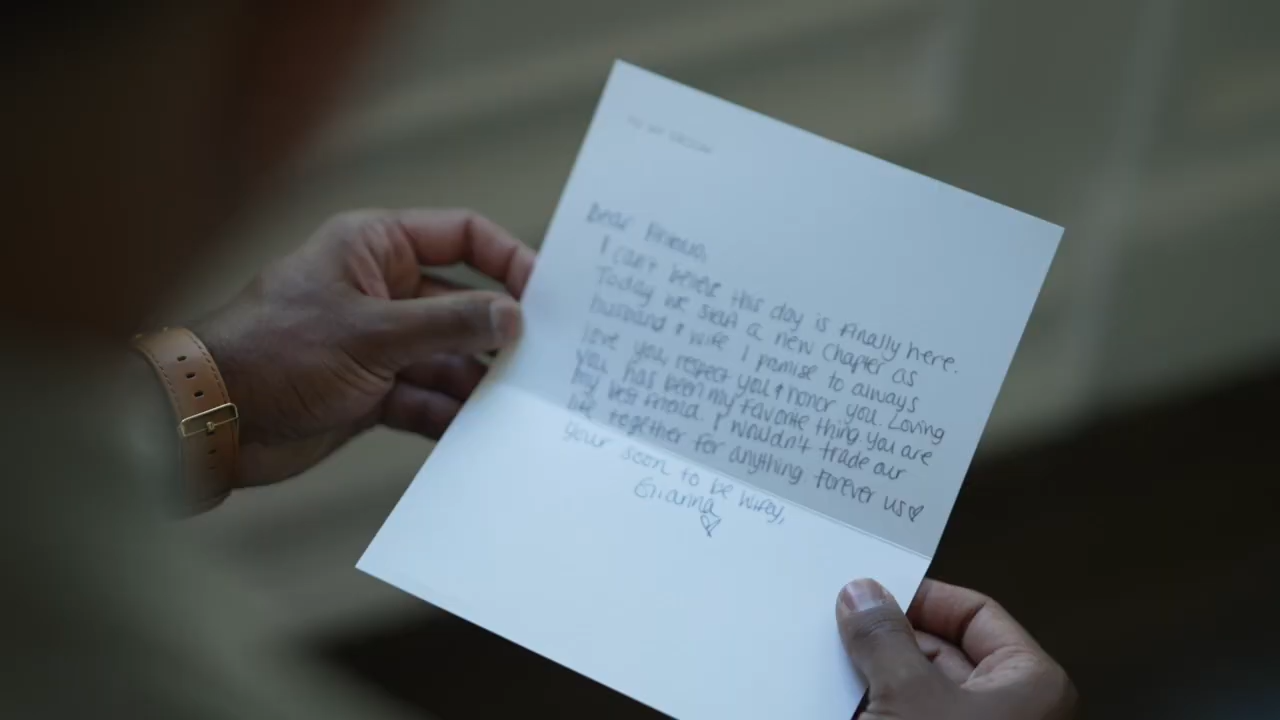 Dear
I can't believe this day is finally here.
Today we start a new chapter as
husband & wife I promise to always
love you, respect you & honor you. Loving
you has been my favorite thing. you are
my best friend. I wouldn't trade our
life together for anything. forever us♡
your soon to be wifey,
Gianna
♡